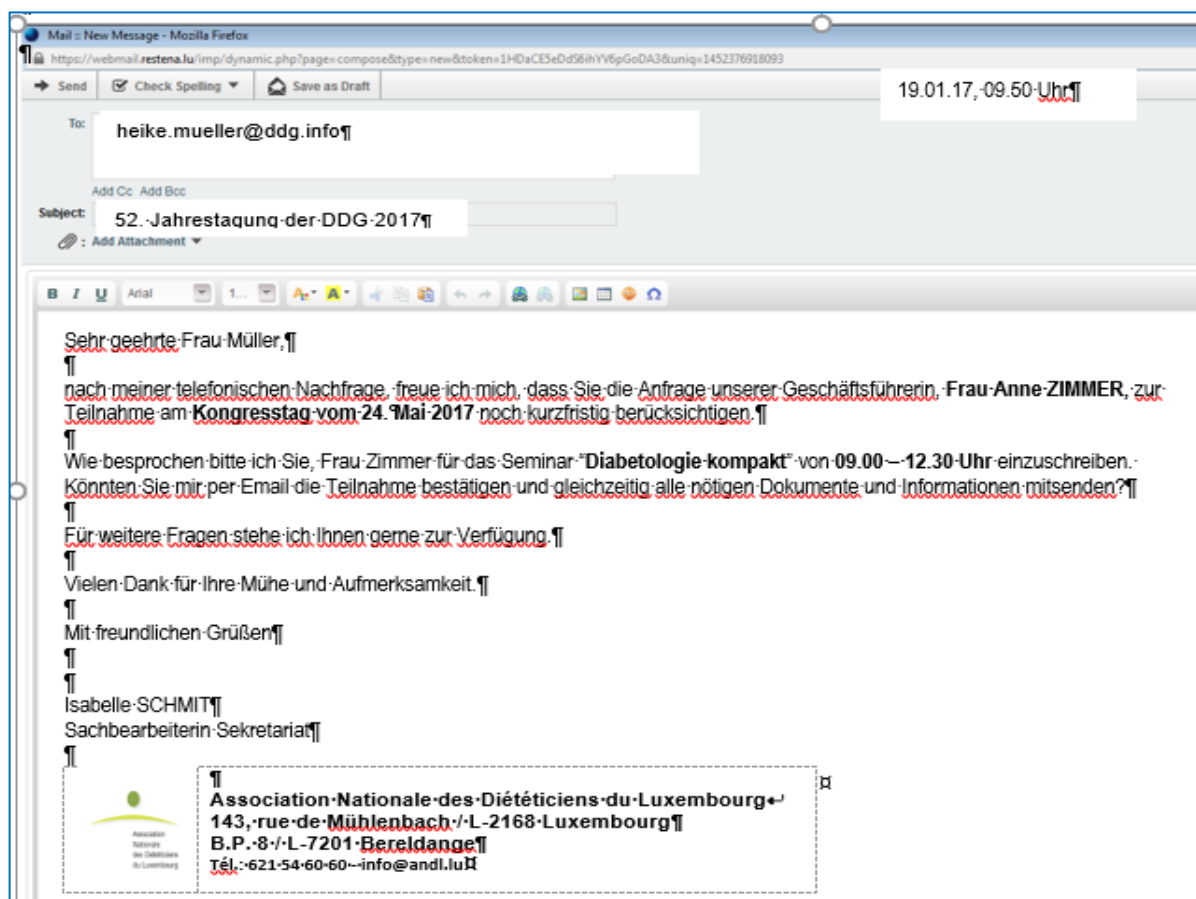 Mail :: New Message - Mozilla Firefox
https://webmail.restena.lu/imp/dynamic.php?page=compose&type=new&token=1HDaCE5eDdS6ihYV6pGoDA3&uniq=1452376918093
Send Check Spelling Save as Draft
19.01.17, 09.50 Uhr¶
To:
heike.mueller@ddg.info¶
Add Cc Add Bcc
Subject:
52. Jahrestagung der DDG 2017¶
Add Attachment
B I U Arial 1...
Sehr geehrte Frau Müller,¶
¶
nach meiner telefonischen Nachfrage, freue ich mich, dass Sie die Anfrage unserer Geschäftsführerin, Frau Anne ZIMMER, zur
Teilnahme am Kongresstag vom 24. Mai 2017 noch kurzfristig berücksichtigen.¶
¶
Wie besprochen bitte ich Sie, Frau Zimmer für das Seminar "Diabetologie kompakt" von 09.00 – 12.30 Uhr einzuschreiben.
Könnten Sie mir per Email die Teilnahme bestätigen und gleichzeitig alle nötigen Dokumente und Informationen mitsenden?¶
¶
Für weitere Fragen stehe ich Ihnen gerne zur Verfügung.¶
¶
Vielen Dank für Ihre Mühe und Aufmerksamkeit.¶
¶
Mit freundlichen Grüßen¶
¶
¶
Isabelle SCHMIT¶
Sachbearbeiterin Sekretariat¶
¶
Association
Nationale
des Diététiciens
du Luxembourg
¶
Association Nationale des Diététiciens du Luxembourg↵
143, rue de Mühlenbach / L-2168 Luxembourg¶
B.P. 8 / L-7201 Bereldange¶
Tél.: 621 54 60 60 – info@andl.lu¤